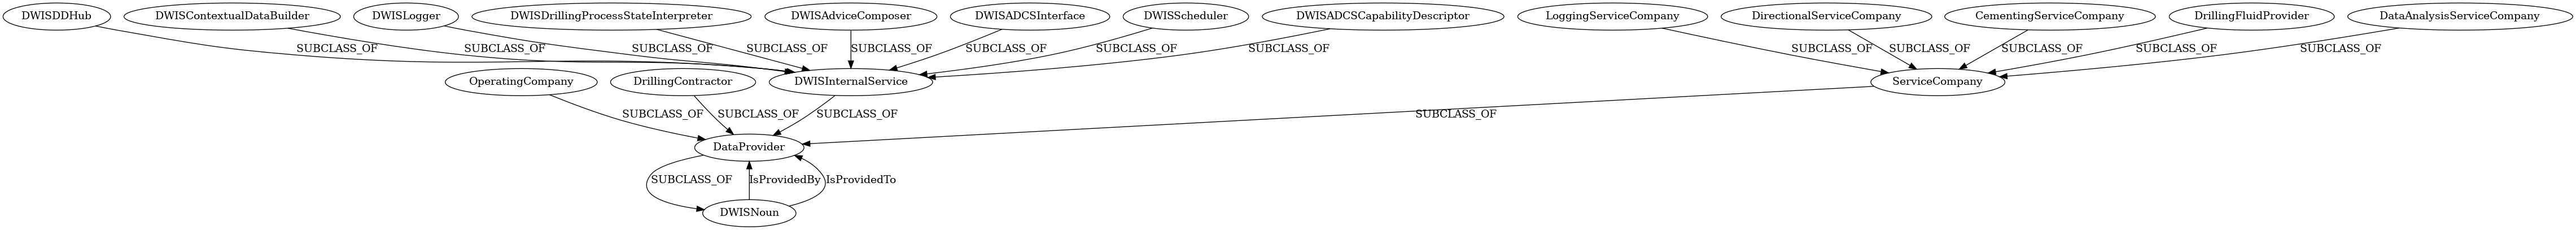 DWISDDHub
DWISContextualDataBuilder
DWISLogger
DWISDrillingProcessStateInterpreter
DWISAdviceComposer
DWISADCSInterface
DWISScheduler
DWISADCSCapabilityDescriptor
LoggingServiceCompany
DirectionalServiceCompany
CementingServiceCompany
DrillingFluidProvider
DataAnalysisServiceCompany
SUBCLASS_OF
SUBCLASS_OF
SUBCLASS_OF
SUBCLASS_OF
SUBCLASS_OF
SUBCLASS_OF
SUBCLASS_OF
SUBCLASS_OF
SUBCLASS_OF
SUBCLASS_OF
SUBCLASS_OF
SUBCLASS_OF
SUBCLASS_OF
OperatingCompany
DrillingContractor
DWISInternalService
ServiceCompany
SUBCLASS_OF
SUBCLASS_OF
SUBCLASS_OF
SUBCLASS_OF
DataProvider
SUBCLASS_OF
IsProvidedBy
IsProvidedTo
DWISNoun